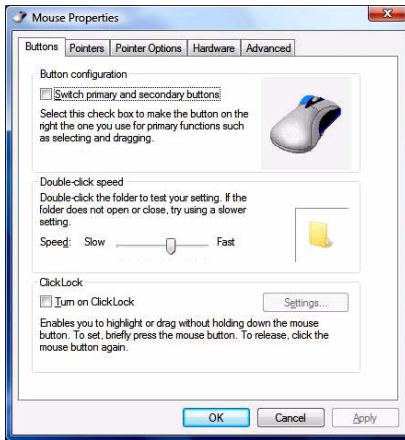 Mouse Properties
Buttons Pointers Pointer Options Hardware Advanced
Button configuration
Switch primary and secondary buttons
Select this check box to make the button on the
right the one you use for primary functions such
as selecting and dragging.
Double-click speed
Double-click the folder to test your setting. If the
folder does not open or close, try using a slower
setting.
Speed: Slow Fast
ClickLock
Turn on ClickLock Settings...
Enables you to highlight or drag without holding down the mouse
button. To set, briefly press the mouse button. To release, click the
mouse button again.
OK Cancel Apply